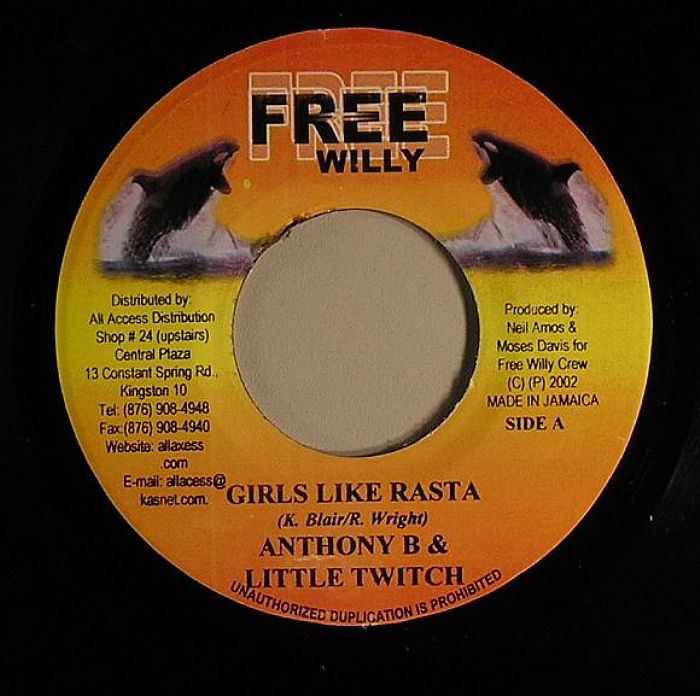 FREE
WILLY
Distributed by:
All Access Distribution
Shop # 24 (upstairs)
Central Plaza
13 Constant Spring Rd.,
Kingston 10
Tel: (876) 908-4948
Fax:(876) 908-4940
Website: allaxess
.com
E-mail: allacess@
kasnet.com.
Produced by:
Neil Amos &
Moses Davis for
Free Willy Crew
(C) (P) 2002
MADE IN JAMAICA
SIDE A
GIRLS LIKE RASTA
(K. Blair/R. Wright)
ANTHONY B &
LITTLE TWITCH
UNAUTHORIZED DUPLICATION IS PROHIBITED